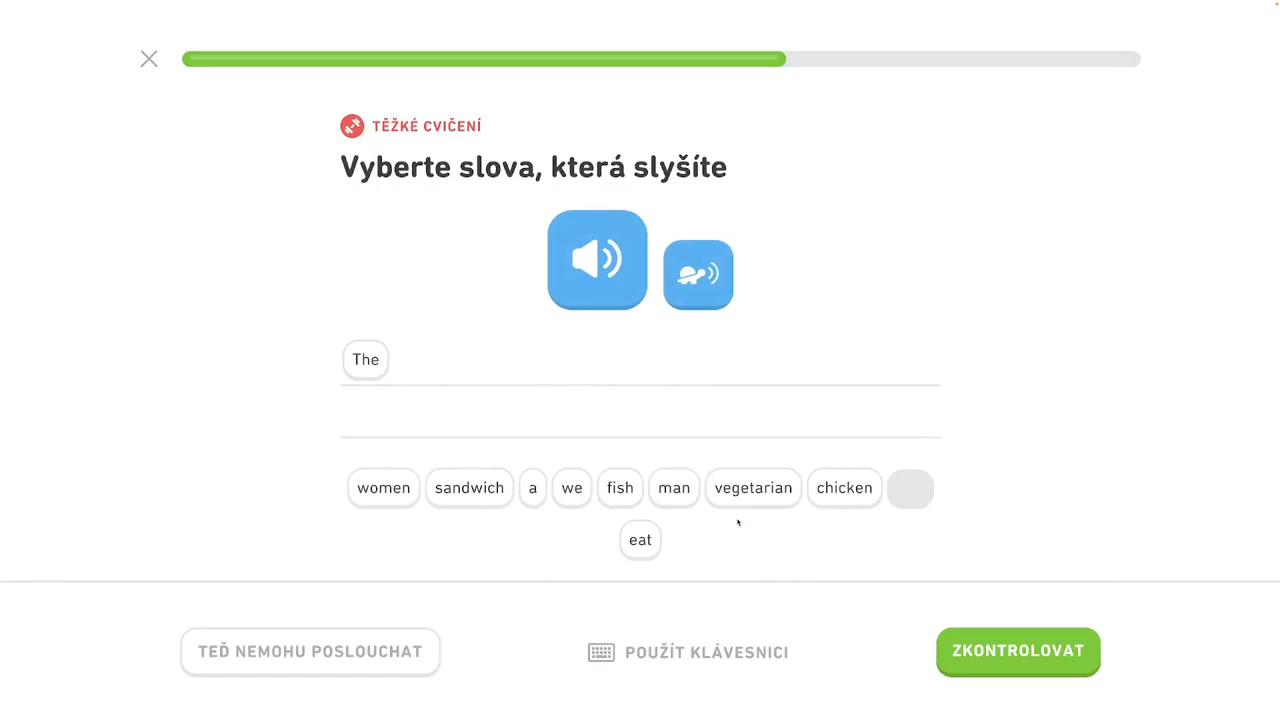 TĚŽKÉ CVIČENÍ
Vyberte slova, která slyšíte
The
women sandwich a we fish man vegetarian chicken
eat
TEĎ NEMOHU POSLOUCHAT POUŽÍT KLÁVESNICI ZKONTROLOVAT